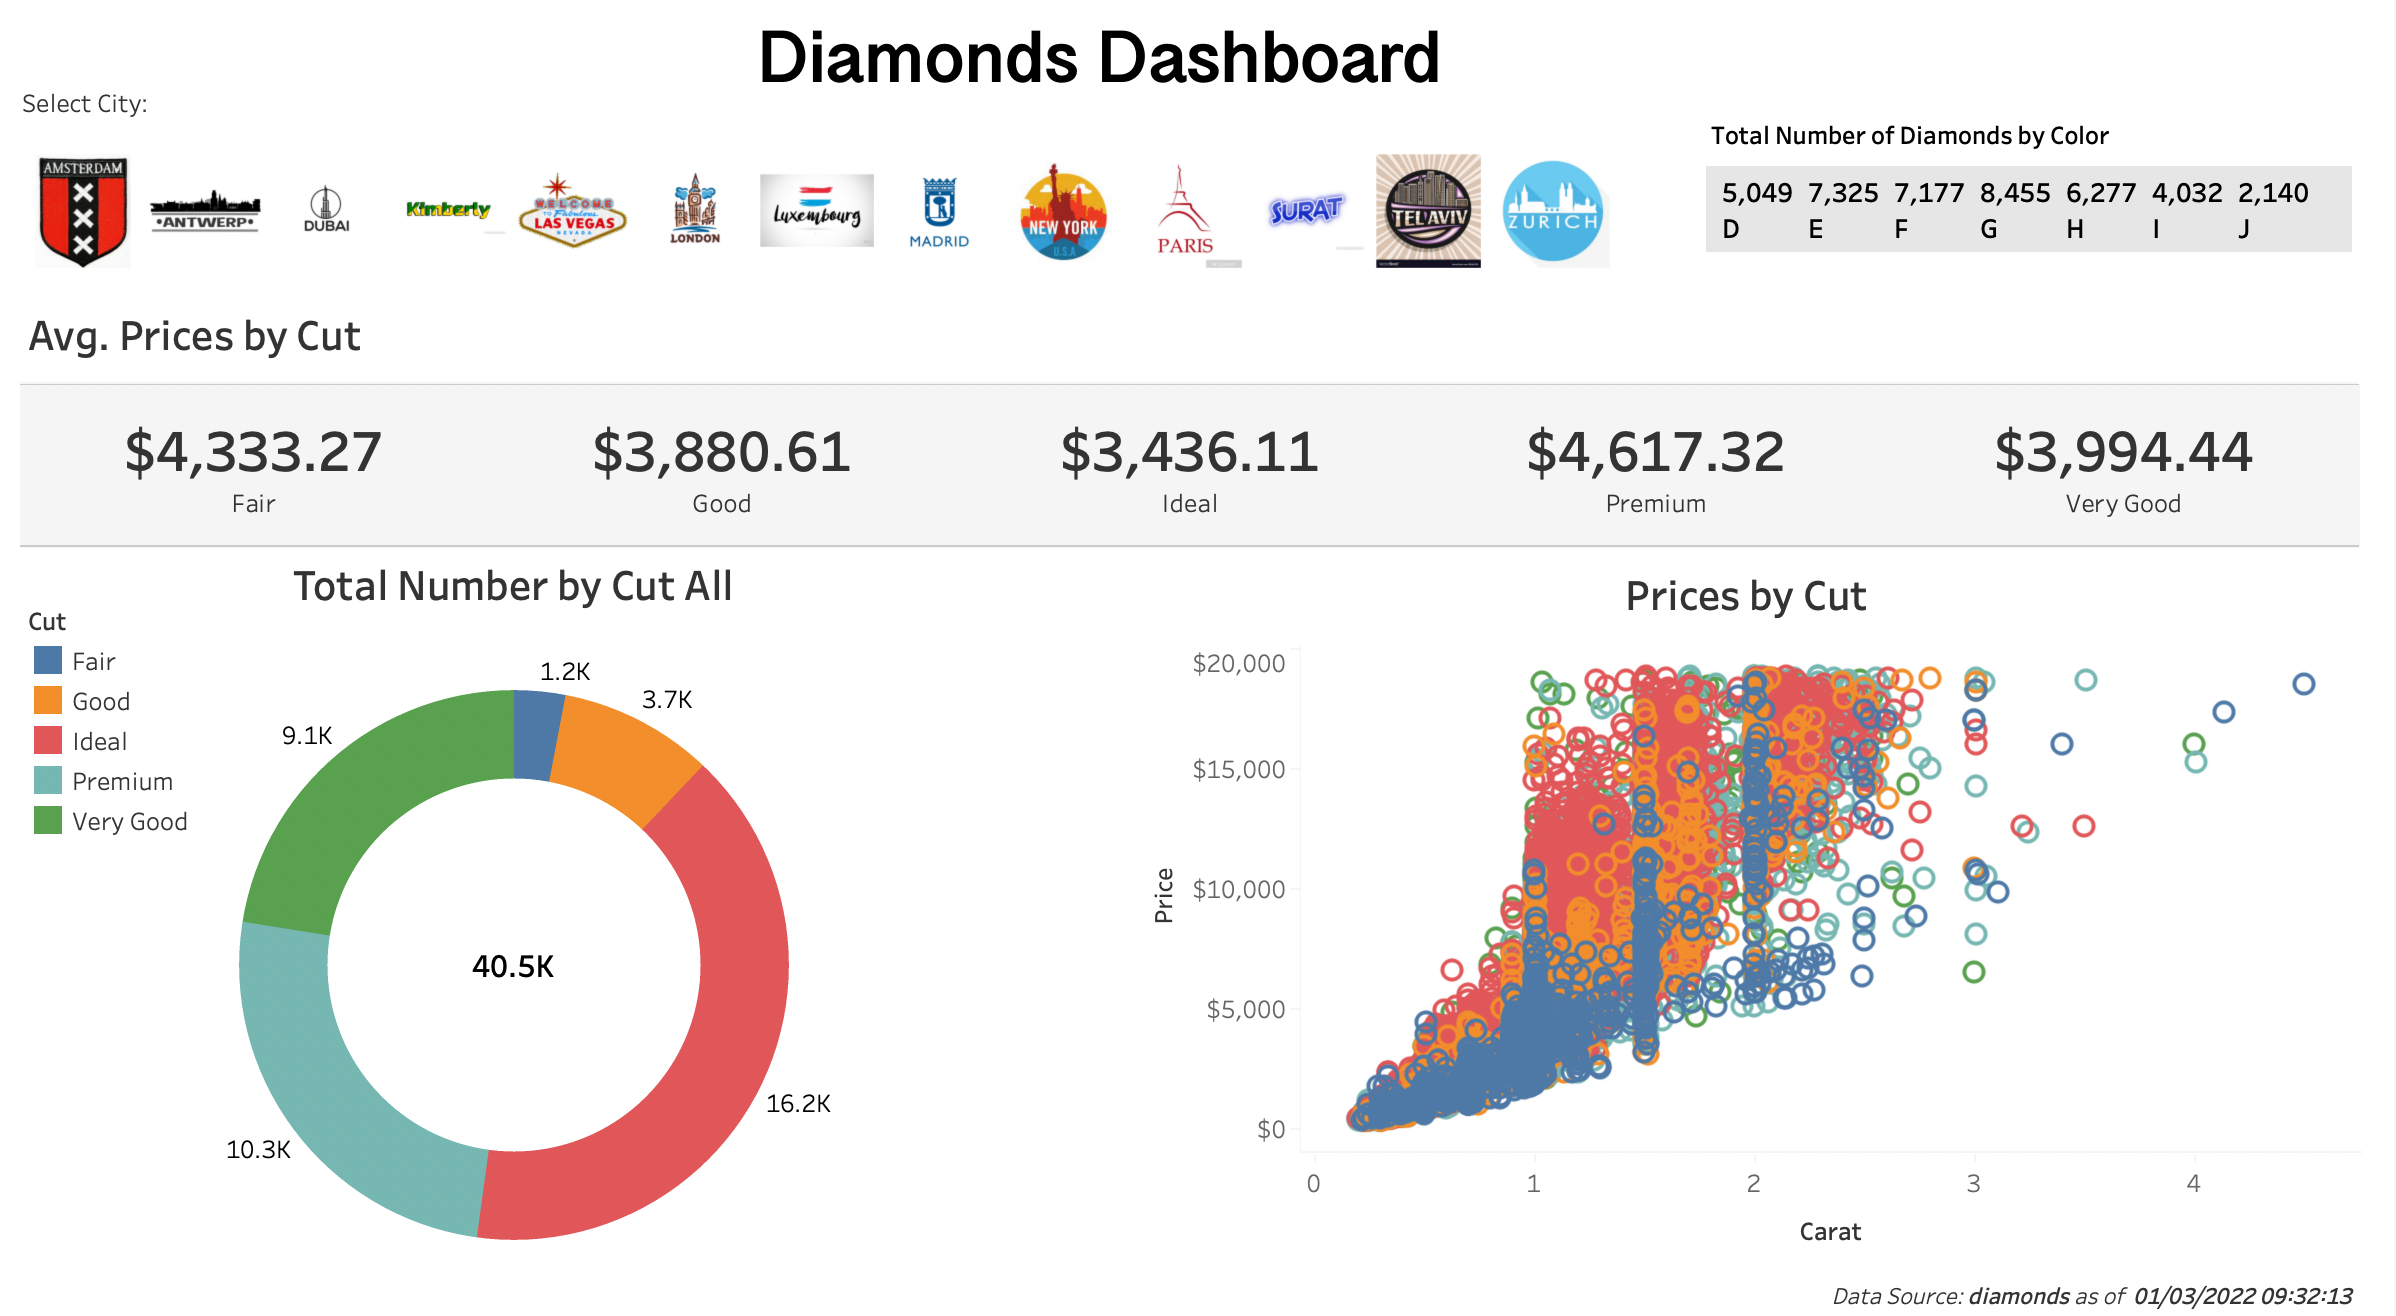 Diamonds Dashboard
Select City:
AMSTERDAM
•ANTWERP•
DUBAI
Kimberly
WELCOME
TO Fabulous
LAS VEGAS
NEVADA
LONDON
Luxembourg
MADRID
NEW YORK
U.S.A
PARIS
SURAT
TEL AVIV
ZURICH
Total Number of Diamonds by Color
5,049 7,325 7,177 8,455 6,277 4,032 2,140
D E F G H I J
Avg. Prices by Cut
$4,333.27 $3,880.61 $3,436.11 $4,617.32 $3,994.44
Fair Good Ideal Premium Very Good
Total Number by Cut All
Cut
Fair
Good
Ideal
Premium
Very Good
1.2K
3.7K
9.1K
40.5K
16.2K
10.3K
Prices by Cut
$20,000
$15,000
$10,000
$5,000
$0
Price
0 1 2 3 4
Carat
Data Source: diamonds as of 01/03/2022 09:32:13